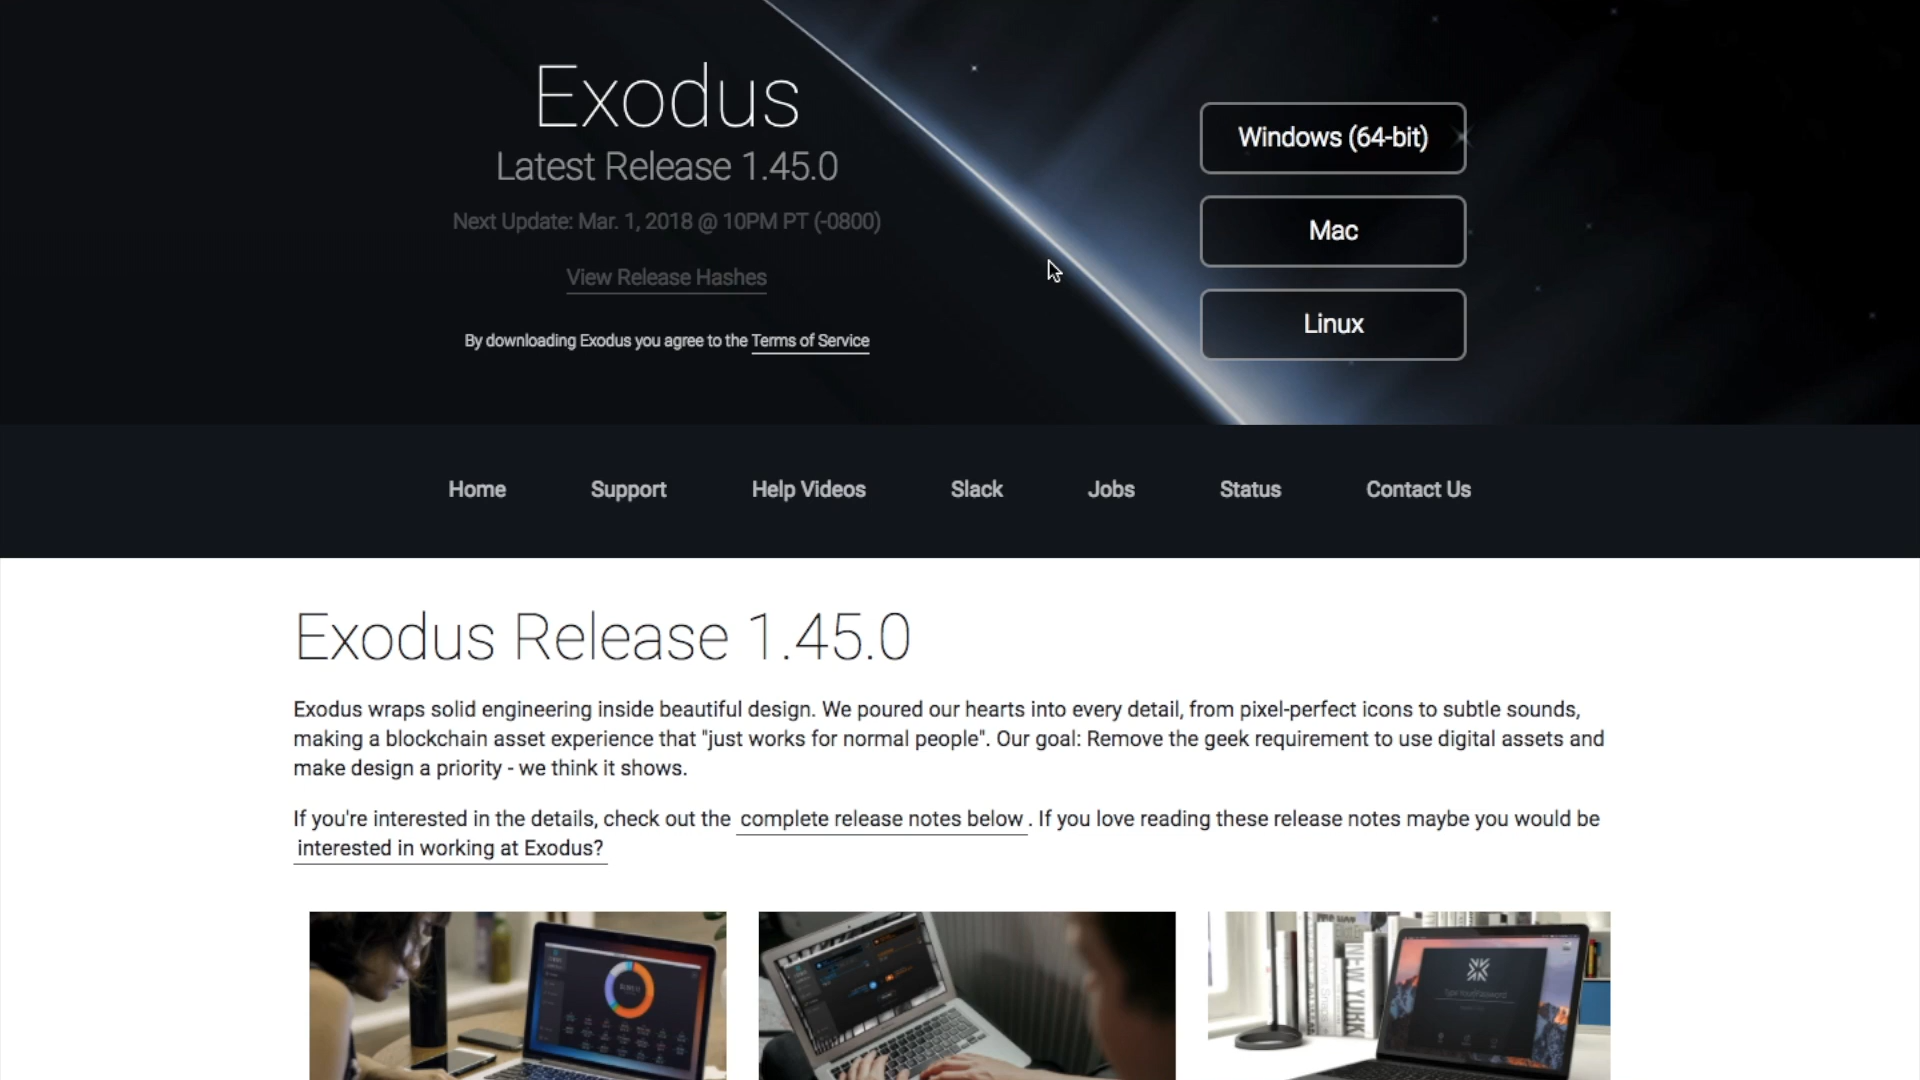 Exodus
Latest Release 1.45.0
Next Update: Mar. 1, 2018 @ 10PM PT (-0800)
View Release Hashes
By downloading Exodus you agree to the Terms of Service
Windows (64-bit)
Mac
Linux
Home Support Help Videos Slack Jobs Status Contact Us
Exodus Release 1.45.0
Exodus wraps solid engineering inside beautiful design. We poured our hearts into every detail, from pixel-perfect icons to subtle sounds,
making a blockchain asset experience that "just works for normal people". Our goal: Remove the geek requirement to use digital assets and
make design a priority - we think it shows.
If you're interested in the details, check out the complete release notes below . If you love reading these release notes maybe you would be
interested in working at Exodus?
NEW YORK